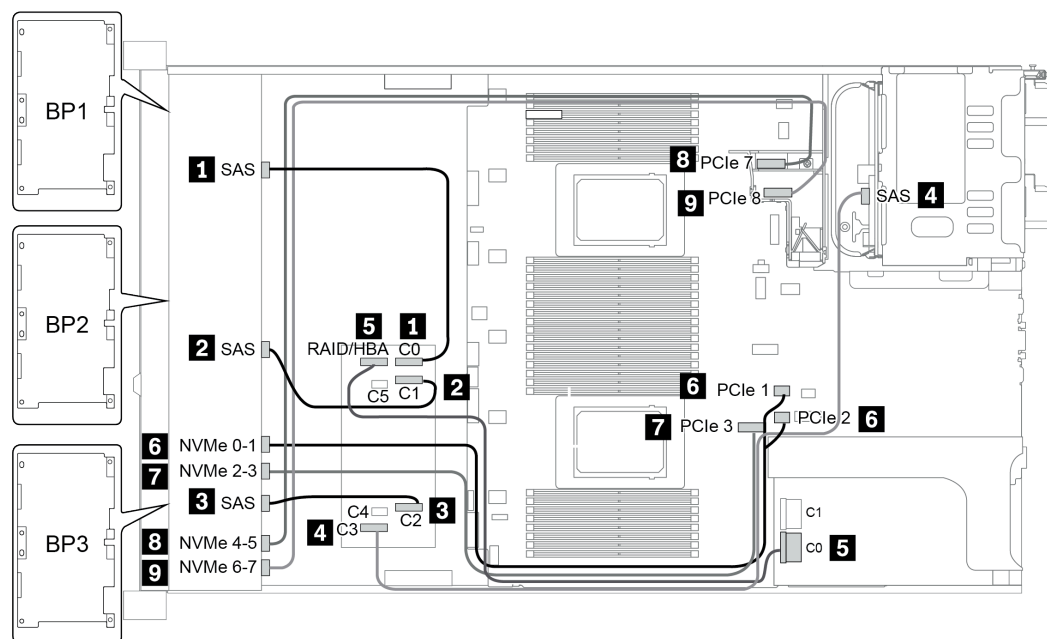 BP1
BP2
BP3
1 SAS
2 SAS
6 NVMe 0-1
7 NVMe 2-3
3 SAS
8 NVMe 4-5
9 NVMe 6-7
5 1
RAID/HBA C0
C5 C1 2
C4
4 C3 C2 3
8 PCIe 7
9 PCIe 8
SAS 4
6 PCIe 1
7 PCIe 3
PCIe 2 6
C1
C0 5